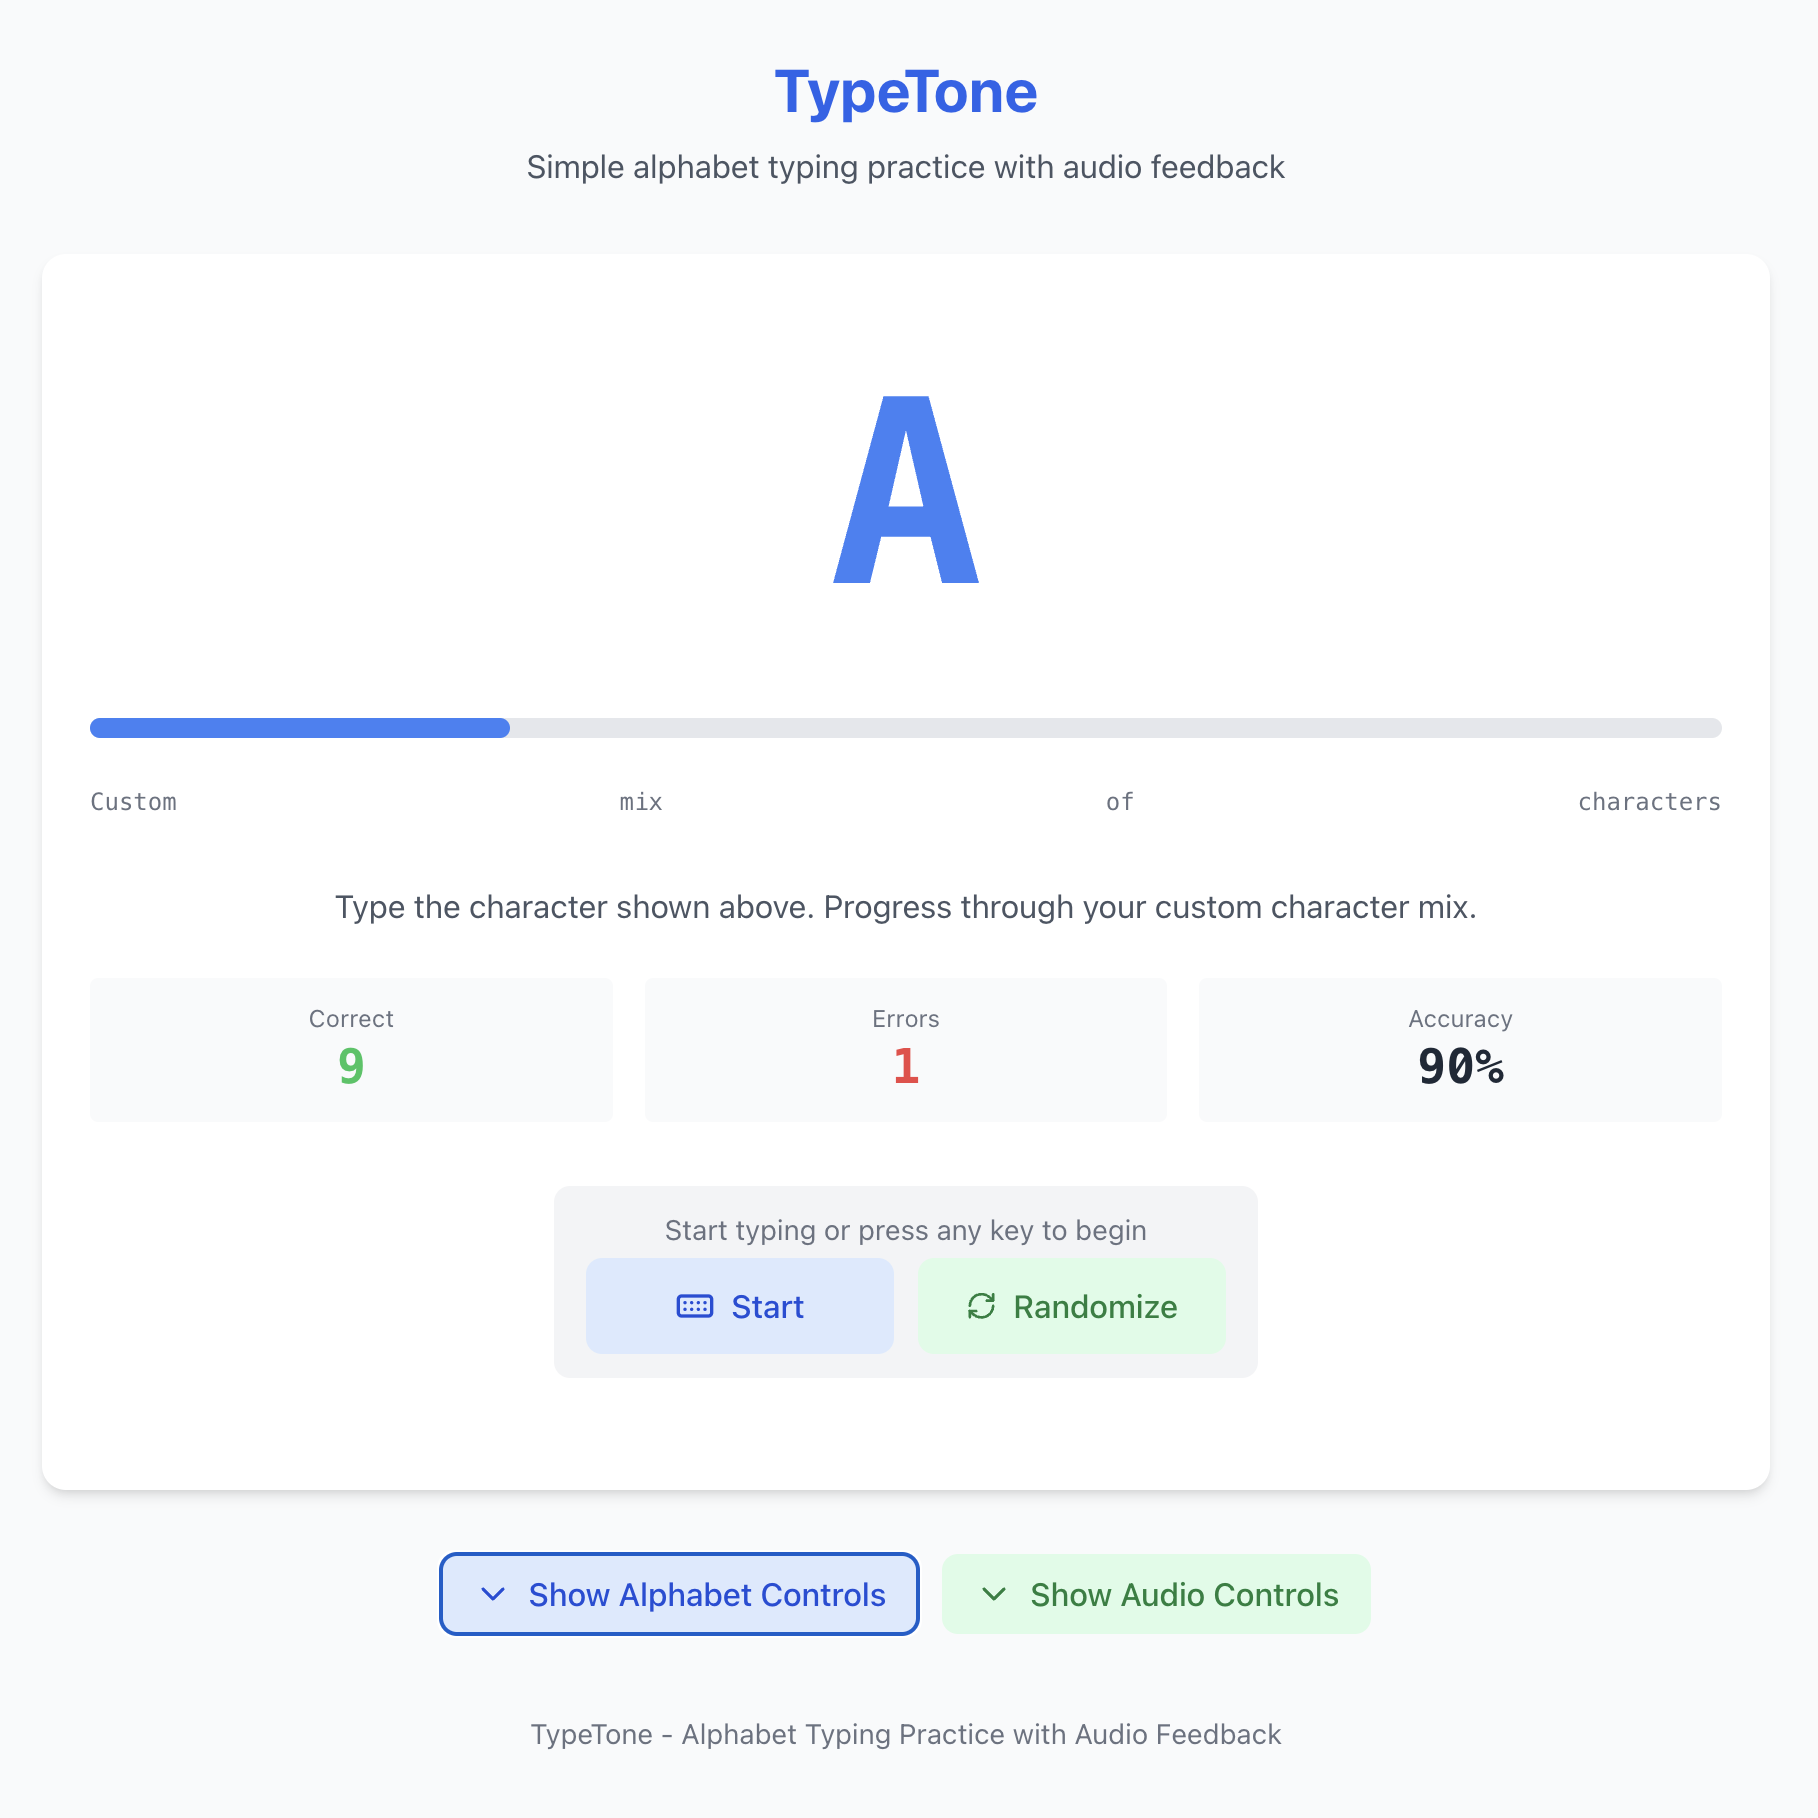 TypeTone
Simple alphabet typing practice with audio feedback
A
Custom mix of characters
Type the character shown above. Progress through your custom character mix.
Correct Errors Accuracy
9 1 90%
Start typing or press any key to begin
Start Randomize
Show Alphabet Controls Show Audio Controls
TypeTone - Alphabet Typing Practice with Audio Feedback